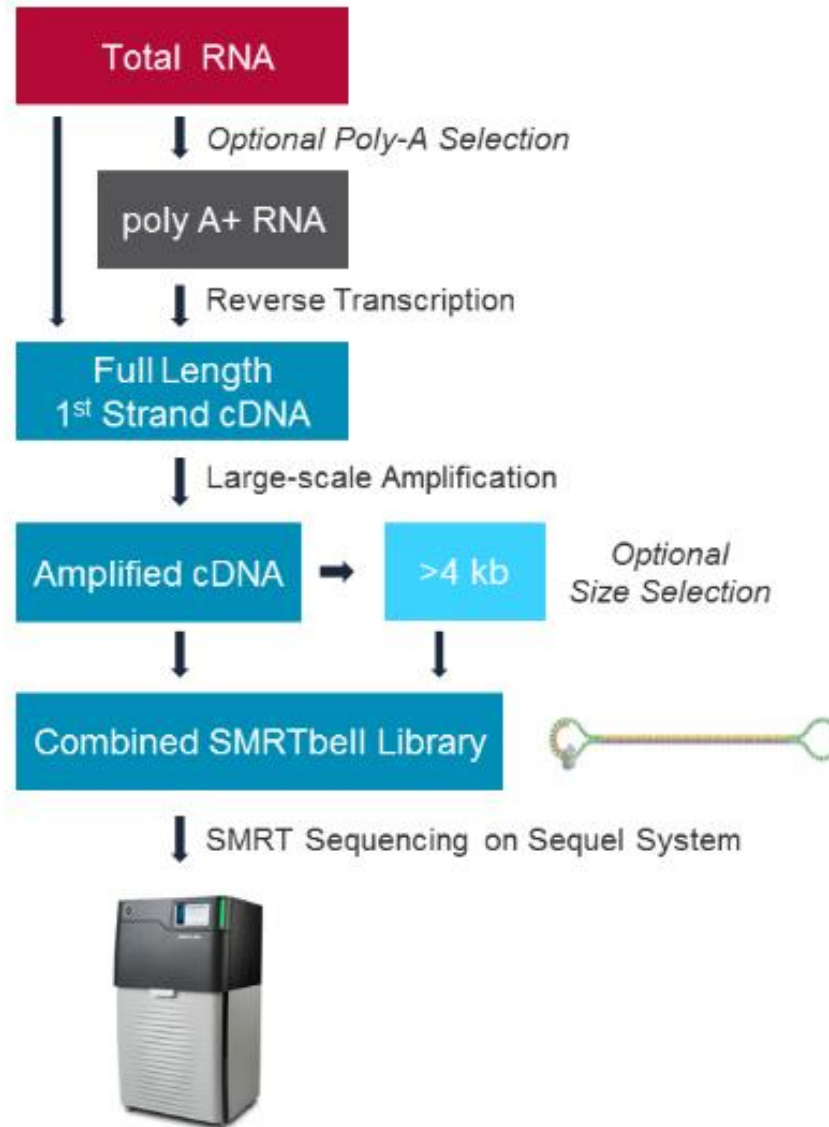 Total RNA
Optional Poly-A Selection
poly A+ RNA
Reverse Transcription
Full Length
1st Strand cDNA
Large-scale Amplification
Amplified cDNA
>4 kb
Optional
Size Selection
Combined SMRTbell Library
SMRT Sequencing on Sequel System